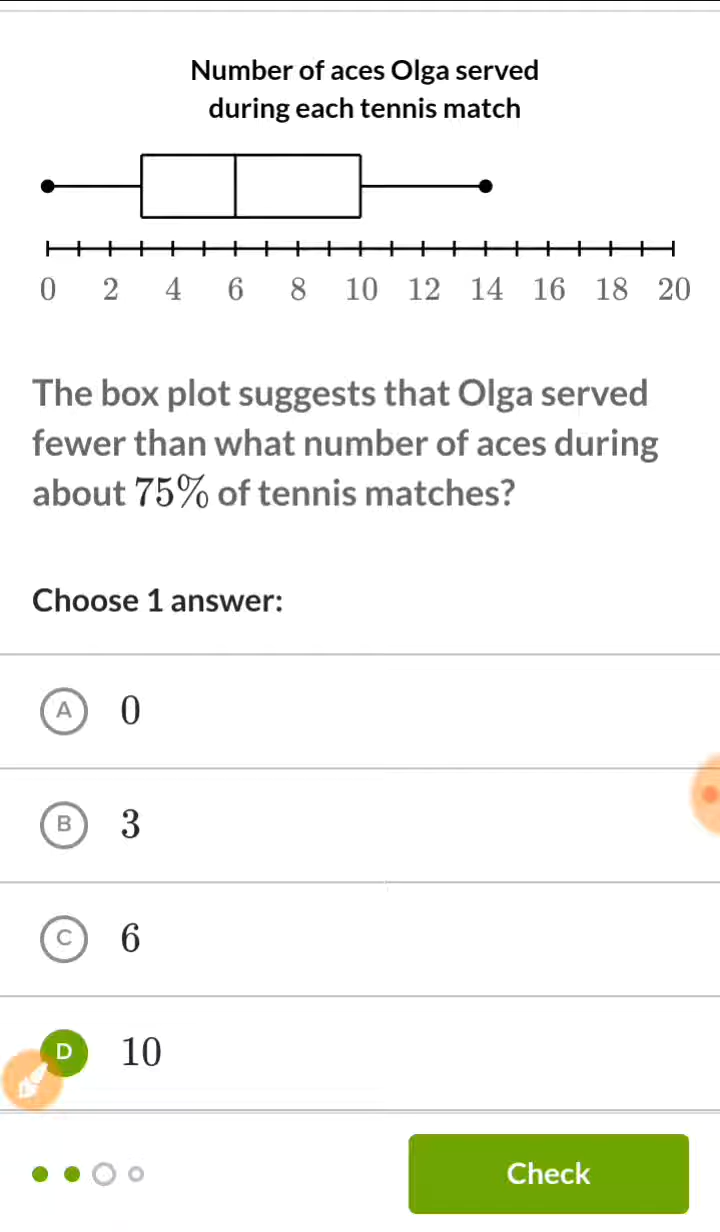 Number of aces Olga served
during each tennis match
0 2 4 6 8 10 12 14 16 18 20
The box plot suggests that Olga served
fewer than what number of aces during
about 75% of tennis matches?
Choose 1 answer:
A 0
B 3
C 6
D 10
Check